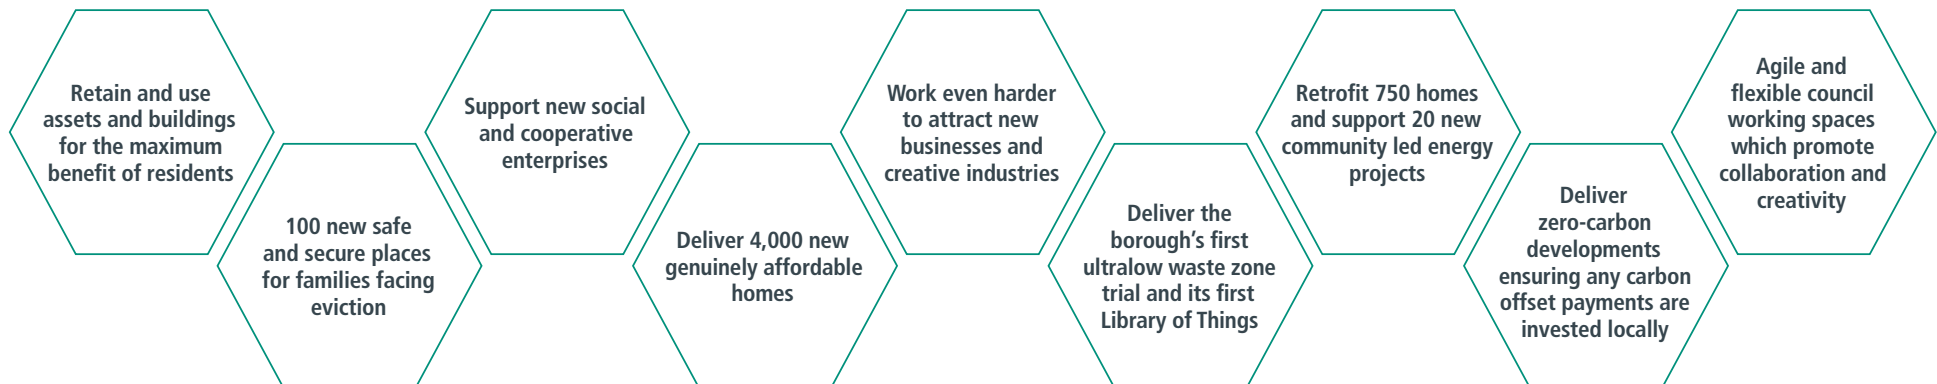 Retain and use
assets and buildings
for the maximum
benefit of residents
100 new safe
and secure places
for families facing
eviction
Support new social
and cooperative
enterprises
Deliver 4,000 new
genuinely affordable
homes
Work even harder
to attract new
businesses and
creative industries
Deliver the
borough’s first
ultralow waste zone
trial and its first
Library of Things
Retrofit 750 homes
and support 20 new
community led energy
projects
Deliver
zero-carbon
developments
ensuring any carbon
offset payments are
invested locally
Agile and
flexible council
working spaces
which promote
collaboration and
creativity